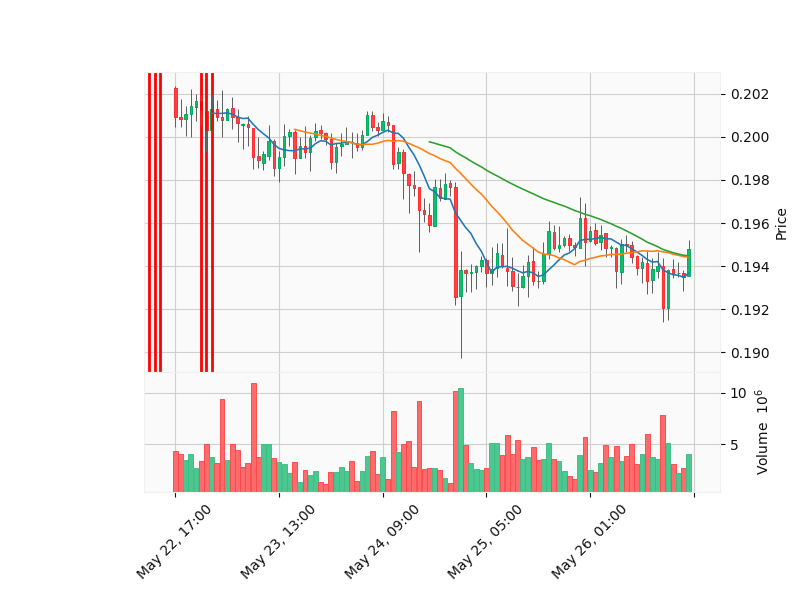 0.202
0.200
0.198
0.196
0.194
0.192
0.190
Price
10
5
Volume 10⁶
May 22, 17:00
May 23, 13:00
May 24, 09:00
May 25, 05:00
May 26, 01:00